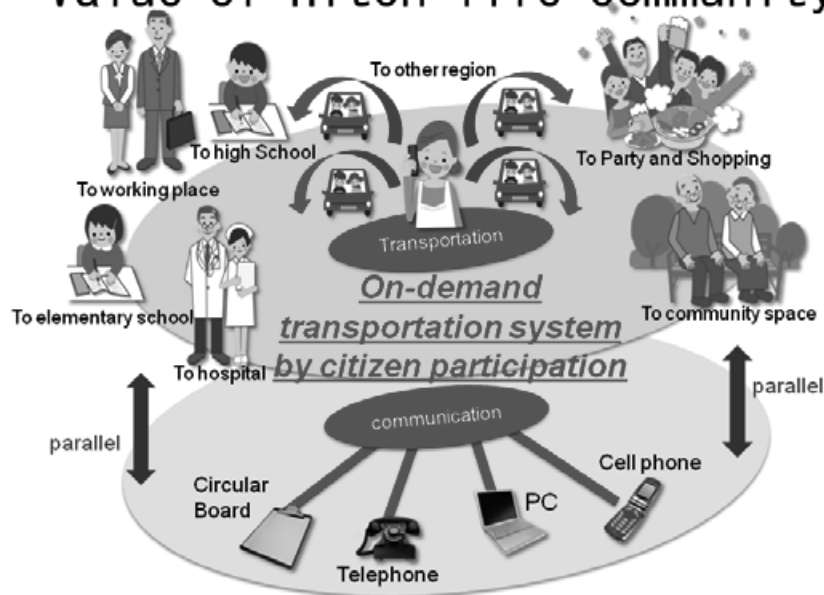 To other region
To high School
To Party and Shopping
To working place
Transportation
On-demand
transportation system
by citizen participation
To elementary school
To community space
To hospital
parallel
parallel
communication
Circular
Board
Telephone
PC
Cell phone